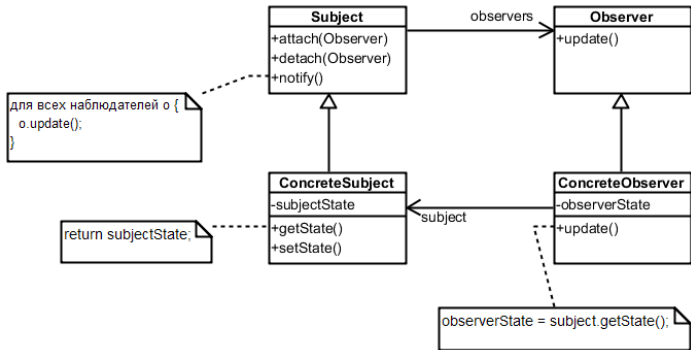 Subject
+attach(Observer)
+detach(Observer)
+notify()
observers
Observer
+update()
для всех наблюдателей o {
o.update();
}
ConcreteSubject
-subjectState
+getState()
+setState()
subject
ConcreteObserver
-observerState
+update()
return subjectState;
observerState = subject.getState();